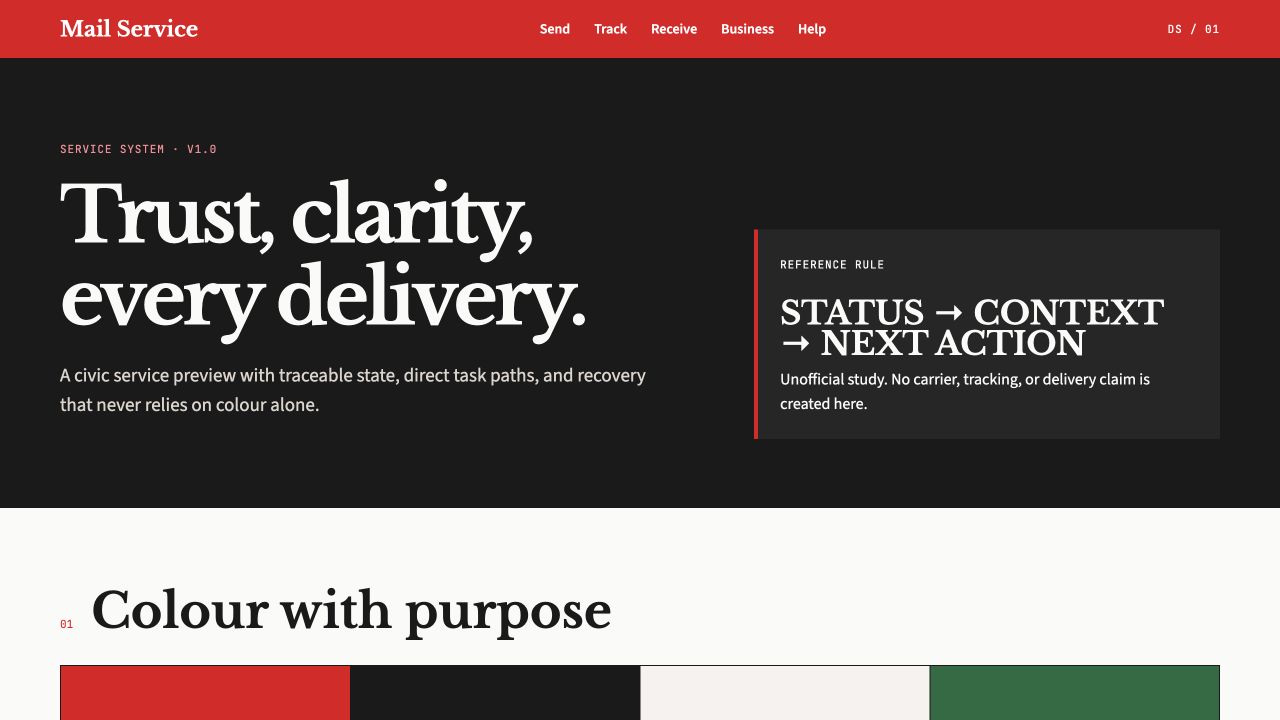 Mail Service
Send
Track
Receive
Business
Help
DS / 01
SERVICE SYSTEM · V1.0
Trust, clarity,
every delivery.
A civic service preview with traceable state, direct task paths, and recovery
that never relies on colour alone.
REFERENCE RULE
STATUS → CONTEXT
→ NEXT ACTION
Unofficial study. No carrier, tracking, or delivery claim is
created here.
01
Colour with purpose